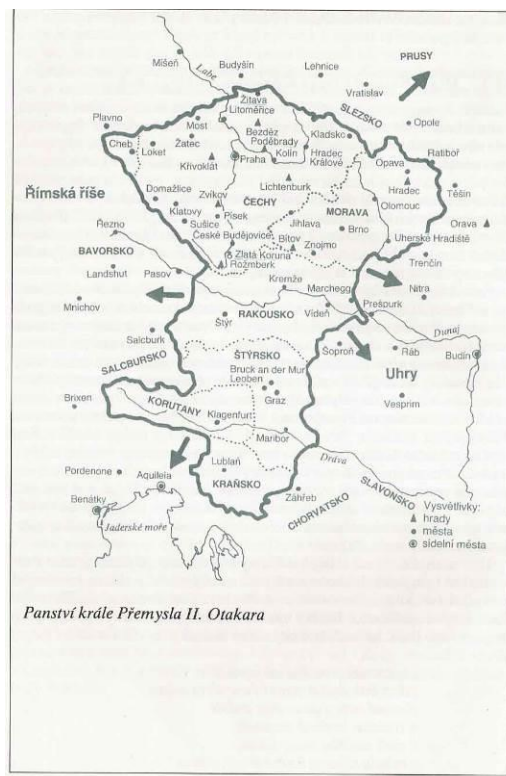 PRUSY
Míšeň
Budyšín
Lehnice
Labe
Vratislav
Žitava
Litoměřice
SLEZSKO
Plavno
Most
Bezděz
Kladsko
Opole
Poděbrady
Cheb
Loket
Žatec
Praha
Kolín
Hradec
Králové
Ratiboř
Křivoklát
Opava
Lichtenburk
Hradec
Těšín
Římská říše
Domažlice
Zvíkov
ČECHY
Olomouc
Klatovy
Písek
MORAVA
Orava
Sušice
Jihlava
Brno
Řezno
České Budějovice
Bítov
Uherské Hradiště
BAVORSKO
Zlatá Koruna
Znojmo
Trenčín
Landshut
Pasov
Rožmberk
Kremže
Marchegg
Nitra
Mnichov
Vídeň
Prešpurk
Štýr
RAKOUSKO
Dunaj
Salcburk
Soproň
Ráb
Budín
SALCBURSKO
ŠTÝRSKO
Uhry
Bruck an der Mur
Leoben
Brixen
KORUTANY
Graz
Vesprim
Klagenfurt
Maribor
Lublaň
Dráva
Pordenone
Aquileia
KRAŇSKO
SLAVONSKO
Benátky
Záhřeb
CHORVATSKO
Jaderské moře
Vysvětlivky:
hrady
města
sídelní města
Panství krále Přemysla II. Otakara